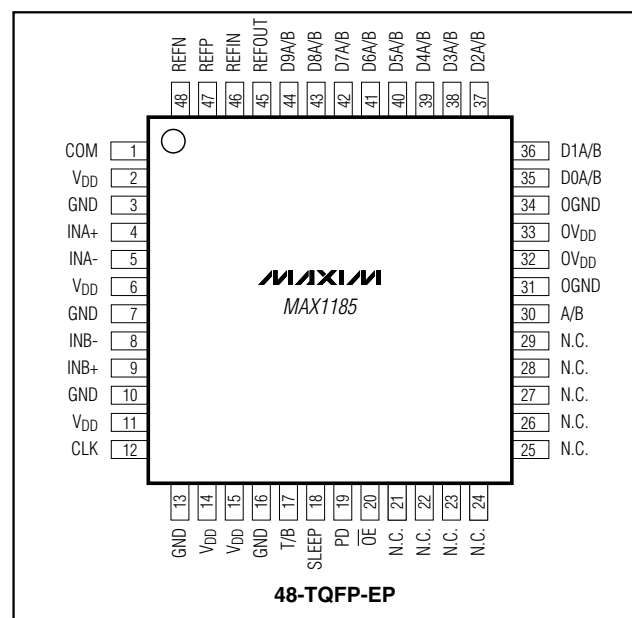 REFN REFP REFIN REFOUT D9A/B D8A/B D7A/B D6A/B D5A/B D4A/B D3A/B D2A/B
48 47 46 45 44 43 42 41 40 39 38 37
COM 1
VDD 2
GND 3
INA+ 4
INA- 5
VDD 6
GND 7
INB- 8
INB+ 9
GND 10
VDD 11
CLK 12
MAXIM
MAX1185
36 D1A/B
35 D0A/B
34 OGND
33 OVDD
32 OVDD
31 OGND
30 A/B
29 N.C.
28 N.C.
27 N.C.
26 N.C.
25 N.C.
13 14 15 16 17 18 19 20 21 22 23 24
GND VDD VDD GND T/B SLEEP PD O̅E̅ N.C. N.C. N.C. N.C.
48-TQFP-EP